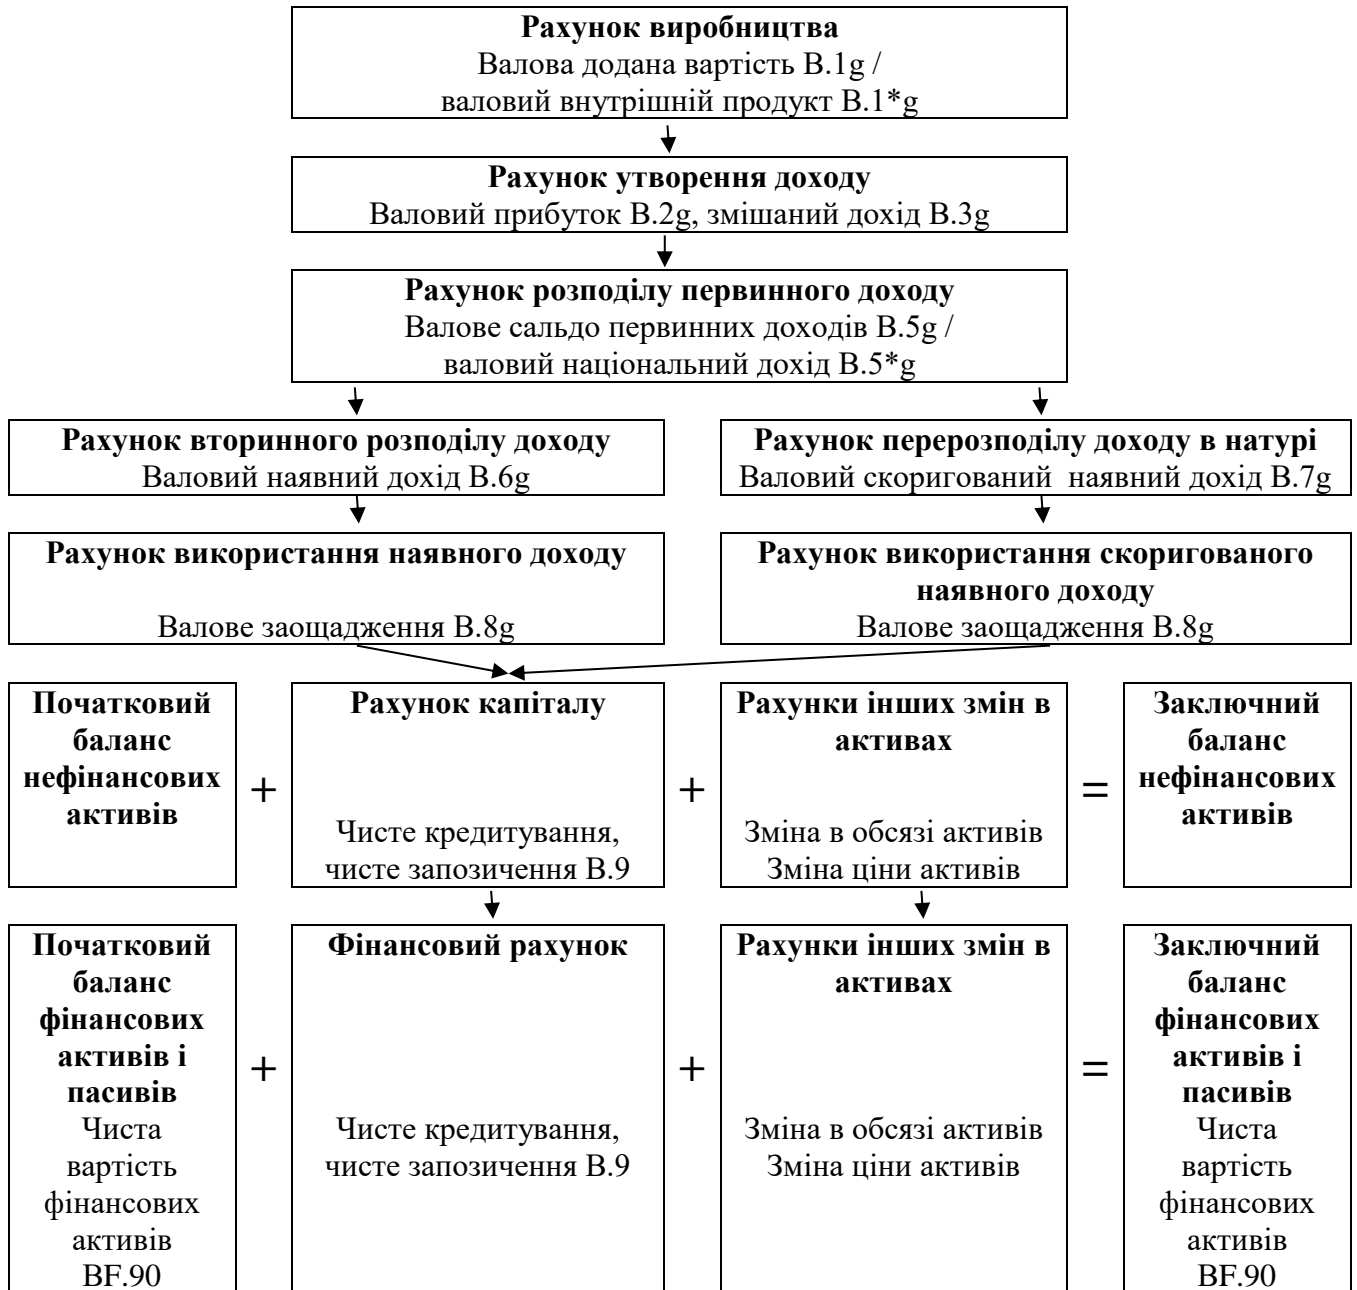 Рахунок виробництва
Валова додана вартість B.1g /
валовий внутрішній продукт B.1*g
Рахунок утворення доходу
Валовий прибуток B.2g, змішаний дохід B.3g
Рахунок розподілу первинного доходу
Валове сальдо первинних доходів B.5g /
валовий національний дохід B.5*g
Рахунок вторинного розподілу доходу
Валовий наявний дохід B.6g
Рахунок перерозподілу доходу в натурі
Валовий скоригований наявний дохід B.7g
Рахунок використання наявного доходу
Валове заощадження B.8g
Рахунок використання скоригованого
наявного доходу
Валове заощадження B.8g
Початковий
баланс
нефінансових
активів
+
Рахунок капіталу
Чисте кредитування,
чисте запозичення B.9
+
Рахунки інших змін в
активах
Зміна в обсязі активів
Зміна ціни активів
=
Заключний
баланс
нефінансових
активів
Початковий
баланс
фінансових
активів і
пасивів
Чиста
вартість
фінансових
активів
BF.90
+
Фінансовий рахунок
Чисте кредитування,
чисте запозичення B.9
+
Рахунки інших змін в
активах
Зміна в обсязі активів
Зміна ціни активів
=
Заключний
баланс
фінансових
активів і
пасивів
Чиста
вартість
фінансових
активів
BF.90